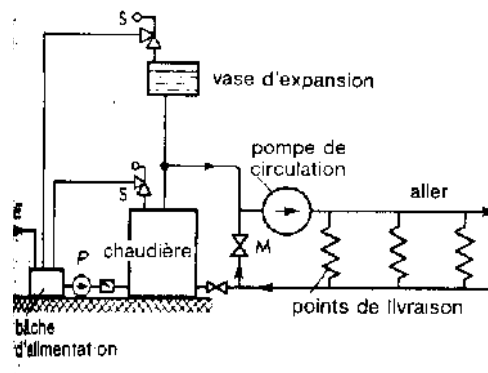 S
vase d'expansion
pompe de
circulation
aller
S
E
P
chaudière
M
points de livraison
bâche
d'alimentation